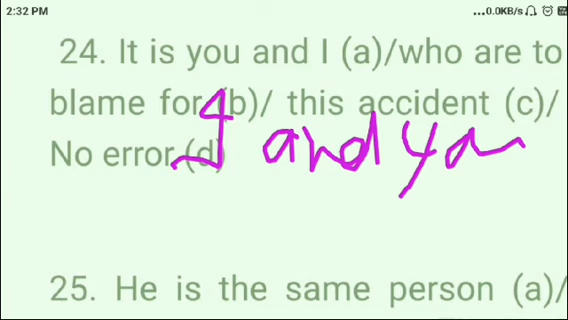 2:32 PM ...0.0KB/s
24. It is you and I (a)/who are to
blame for (b)/ this accident (c)/
No error (d)
I and you
25. He is the same person (a)/